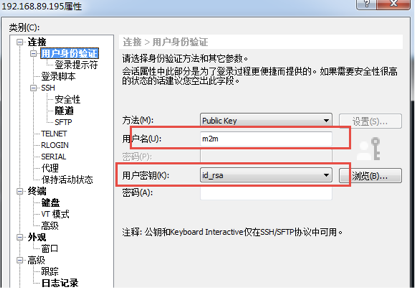 192.168.89.195属性
类别(C):
连接
用户身份验证
登录提示符
登录脚本
SSH
安全性
隧道
SFTP
TELNET
RLOGIN
SERIAL
代理
保持活动状态
终端
键盘
VT 模式
高级
外观
窗口
高级
跟踪
日志记录
连接 > 用户身份验证
请选择身份验证方法和其它参数。
会话属性中此部分是为了登录过程更便捷而提供的。如果需要安全性很高
的状态的话建议您空出此字段。
方法(M):
Public Key
设置(S)...
用户名(U):
m2m
密码(P):
用户密钥(K):
id_rsa
浏览(B)...
密码(A):
注释: 公钥和Keyboard Interactive仅在SSH/SFTP协议中可用。